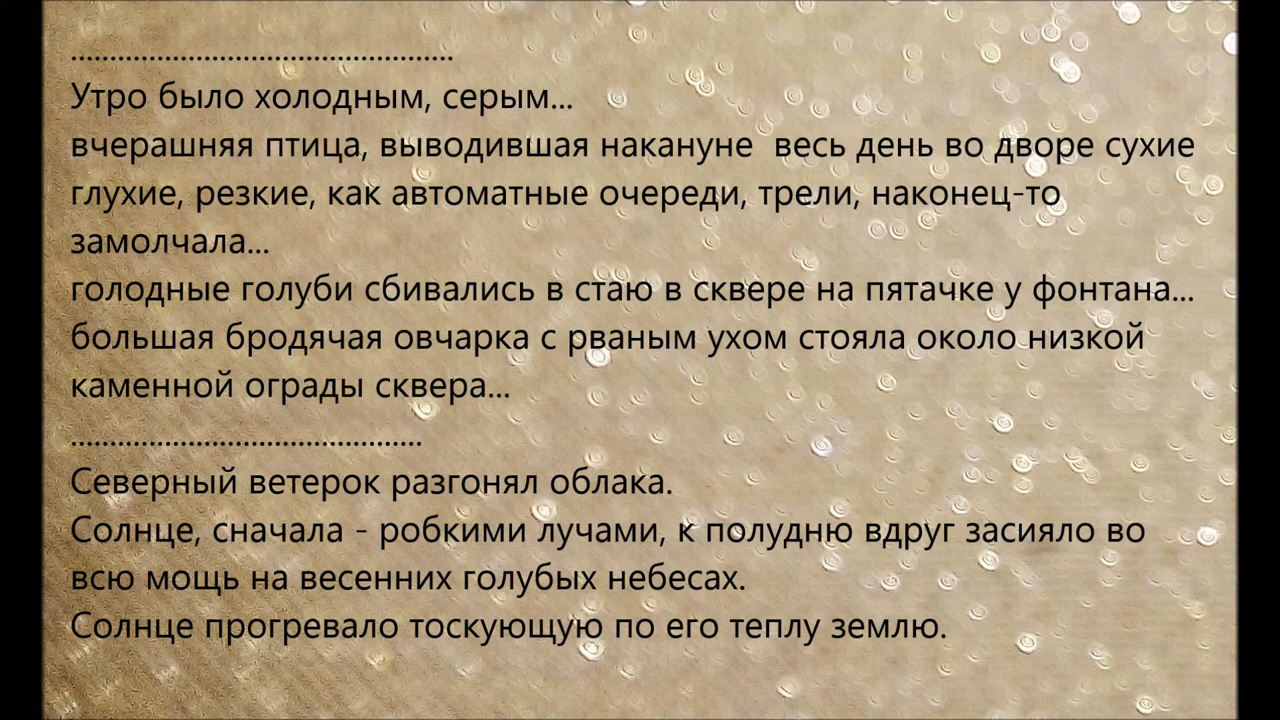 ..................................................
Утро было холодным, серым...
вчерашняя птица, выводившая накануне  весь день во дворе сухие
глухие, резкие, как автоматные очереди, трели, наконец-то
замолчала...
голодные голуби сбивались в стаю в сквере на пятачке у фонтана...
большая бродячая овчарка с рваным ухом стояла около низкой
каменной ограды сквера...
..............................................
Северный ветерок разгонял облака.
Солнце, сначала - робкими лучами, к полудню вдруг засияло во
всю мощь на весенних голубых небесах.
Солнце прогревало тоскующую по его теплу землю.